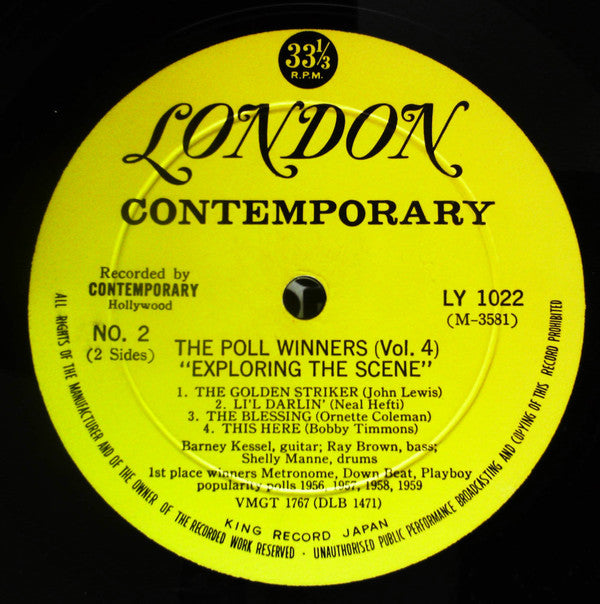 33⅓
R.P.M.
LONDON
CONTEMPORARY
Recorded by
CONTEMPORARY
Hollywood
LY 1022
(M-3581)
NO. 2
(2 Sides)
THE POLL WINNERS (Vol. 4)
"EXPLORING THE SCENE"
1. THE GOLDEN STRIKER (John Lewis)
2. LI'L DARLIN' (Neal Hefti)
3. THE BLESSING (Ornette Coleman)
4. THIS HERE (Bobby Timmons)
Barney Kessel, guitar; Ray Brown, bass;
Shelly Manne, drums
1st place winners Metronome, Down Beat, Playboy
popularity polls 1956, 1957, 1958, 1959
VMGT 1767 (DLB 1471)
KING RECORD JAPAN
ALL RIGHTS OF THE MANUFACTURER AND OF THE OWNER OF THE RECORDED WORK RESERVED · UNAUTHORISED PUBLIC PERFORMANCE BROADCASTING AND COPYING OF THIS RECORD PROHIBITED